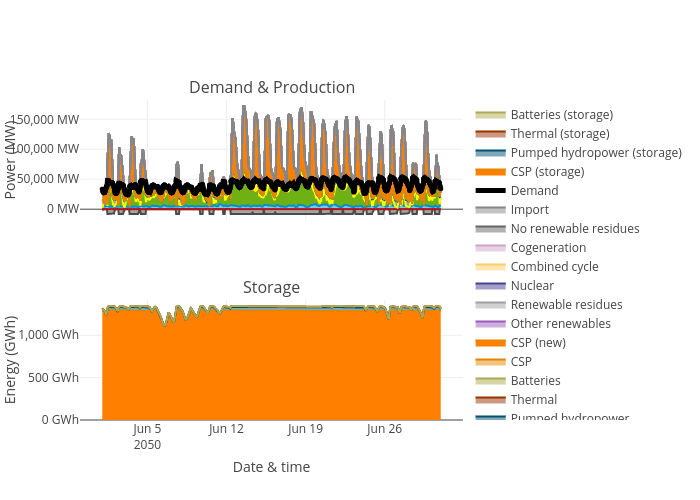 Demand & Production
Power (MW)
150,000 MW
100,000 MW
50,000 MW
0 MW
Storage
Energy (GWh)
1,000 GWh
500 GWh
0 GWh
Jun 5
2050
Jun 12
Jun 19
Jun 26
Date & time
Batteries (storage)
Thermal (storage)
Pumped hydropower (storage)
CSP (storage)
Demand
Import
No renewable residues
Cogeneration
Combined cycle
Nuclear
Renewable residues
Other renewables
CSP (new)
CSP
Batteries
Thermal
Pumped hydropower